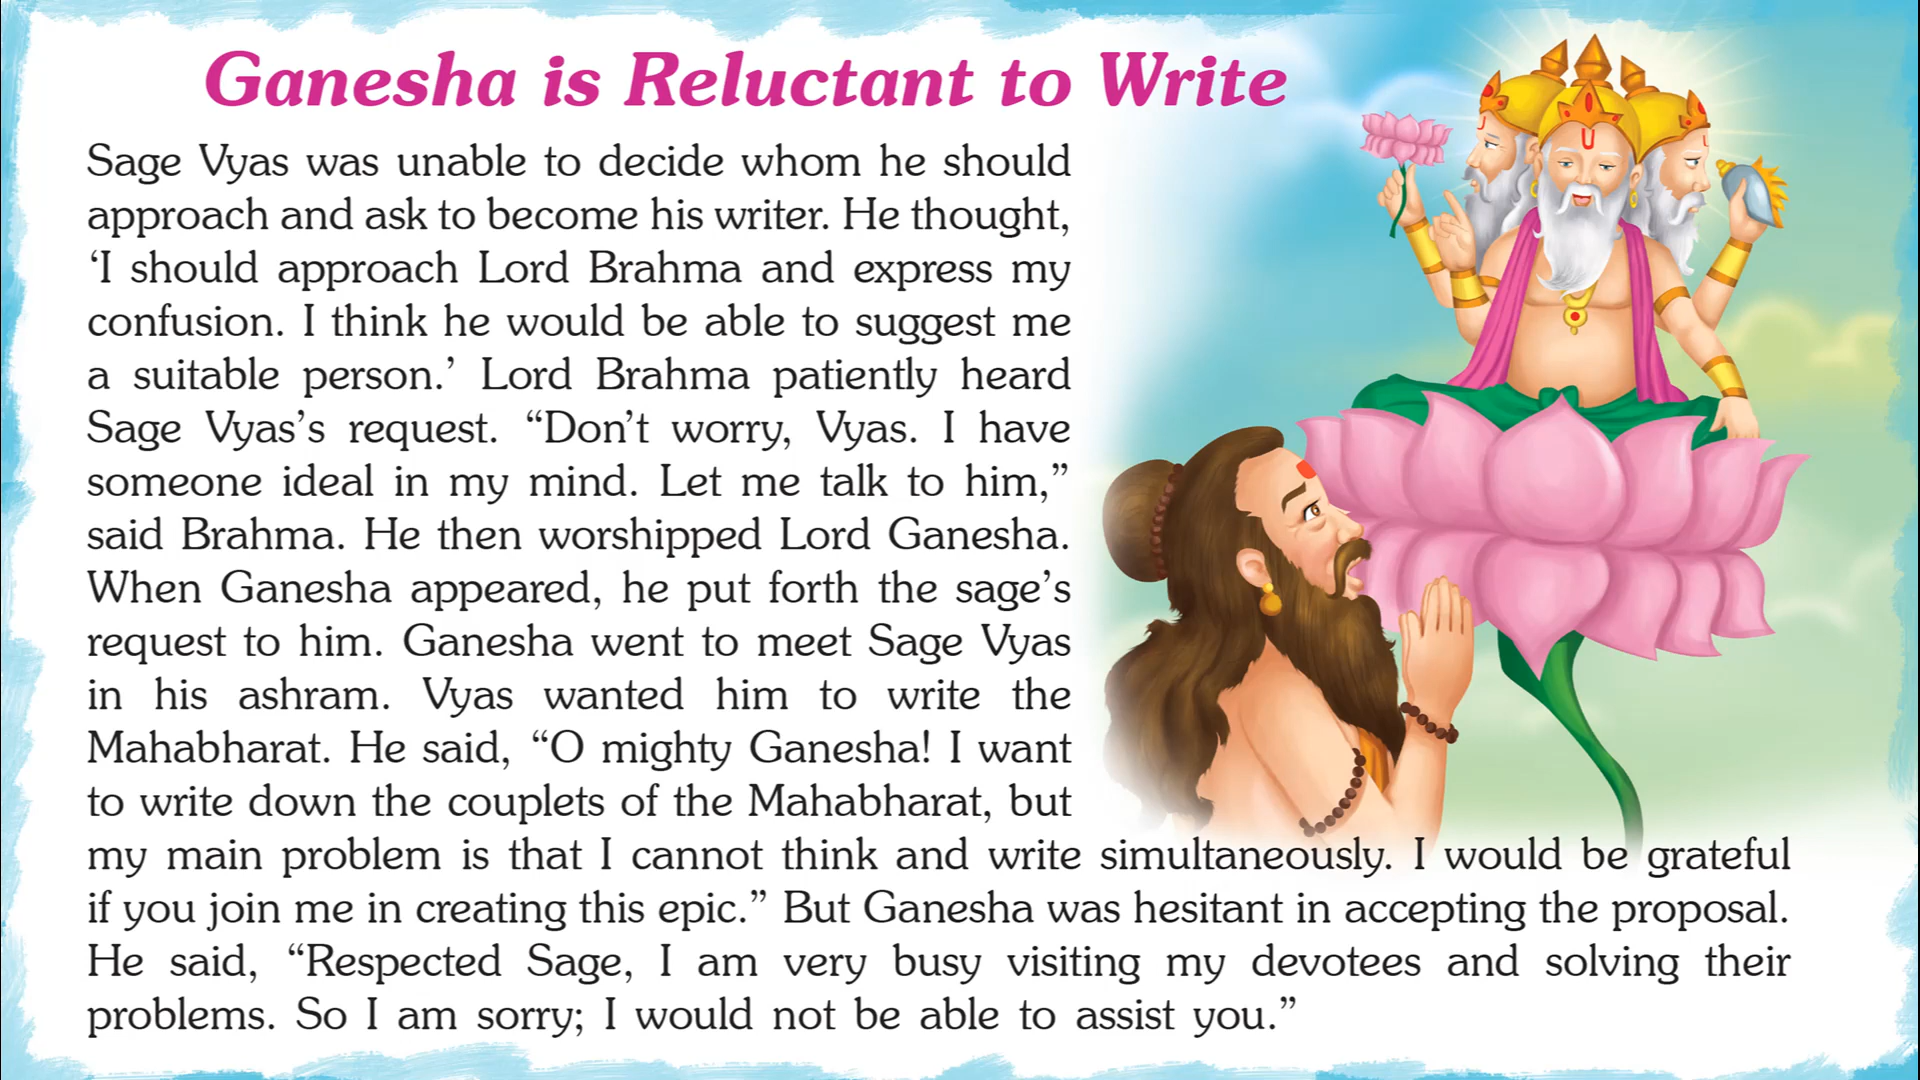 Ganesha is Reluctant to Write
Sage Vyas was unable to decide whom he should
approach and ask to become his writer. He thought,
‘I should approach Lord Brahma and express my
confusion. I think he would be able to suggest me
a suitable person.’ Lord Brahma patiently heard
Sage Vyas’s request. “Don’t worry, Vyas. I have
someone ideal in my mind. Let me talk to him,”
said Brahma. He then worshipped Lord Ganesha.
When Ganesha appeared, he put forth the sage’s
request to him. Ganesha went to meet Sage Vyas
in his ashram. Vyas wanted him to write the
Mahabharat. He said, “O mighty Ganesha! I want
to write down the couplets of the Mahabharat, but
my main problem is that I cannot think and write simultaneously. I would be grateful
if you join me in creating this epic.” But Ganesha was hesitant in accepting the proposal.
He said, “Respected Sage, I am very busy visiting my devotees and solving their
problems. So I am sorry; I would not be able to assist you.”